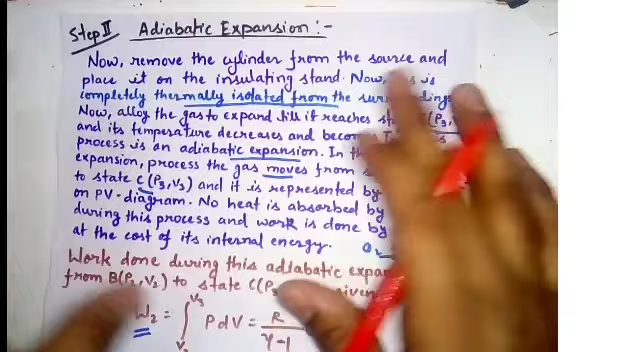 Step II Adiabatic Expansion :-
Now, remove the cylinder from the source and
place it on the insulating stand. Now, is
completely thermally isolated from the
Now, alloy the gas to expand till it reaches
and its temperature decreases and
process is an adiabatic expansion. In
expansion, process the gas moves from
to state C(P₃,V₃) and it is represented by
on PV-diagram. No heat is absorbed by
during this process and work is done by
at the cost of its internal energy.
Work done during this adiabatic
from B(P₂,V₂) to state C(P₃
W₂ = ∫ V₃ PdV = R / γ-1